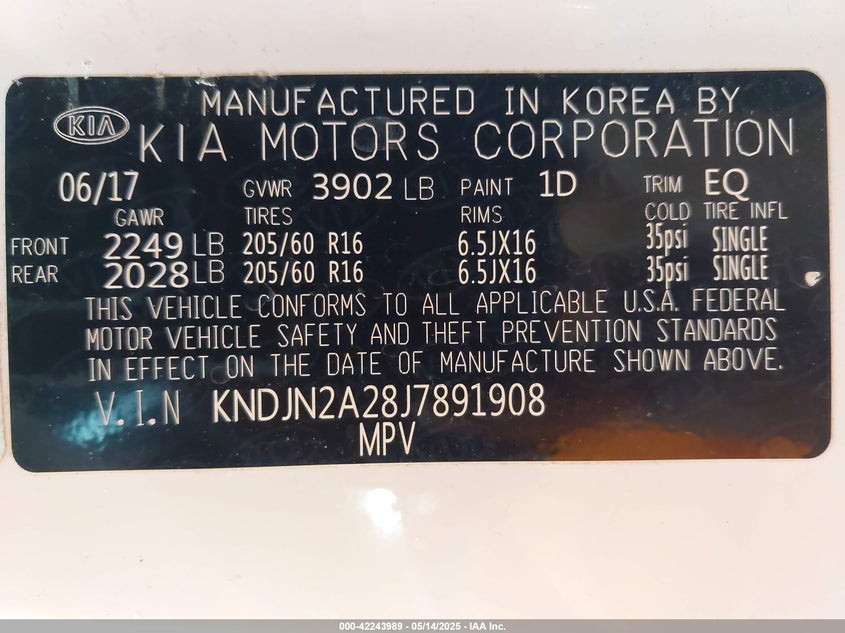 MANUFACTURED IN KOREA BY
KIA KIA MOTORS CORPORATION
06/17 GVWR 3902 LB PAINT 1D TRIM EQ
GAWR TIRES RIMS COLD TIRE INFL
FRONT 2249 LB 205/60 R16 6.5JX16 35psi SINGLE
REAR 2028 LB 205/60 R16 6.5JX16 35psi SINGLE
THIS VEHICLE CONFORMS TO ALL APPLICABLE U.S.A. FEDERAL
MOTOR VEHICLE SAFETY AND THEFT PREVENTION STANDARDS
IN EFFECT ON THE DATE OF MANUFACTURE SHOWN ABOVE.
V.I.N KNDJN2A28J7891908
MPV
000-42243989 - 05/14/2025 - IAA Inc.